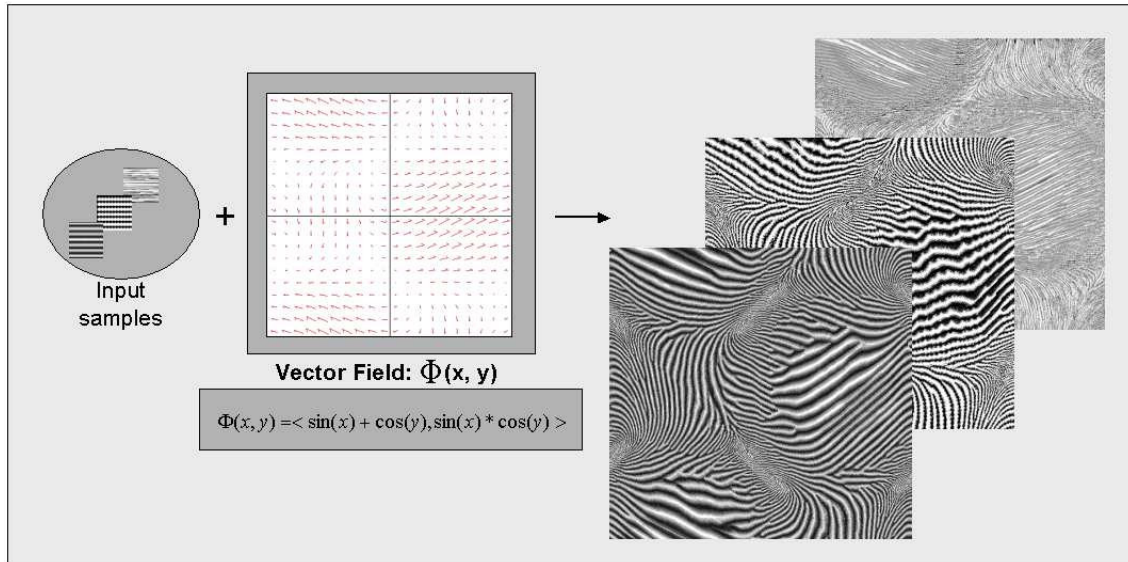 Input
samples
+
Vector Field: Φ(x, y)
Φ(x, y) =< sin(x) + cos(y),sin(x) * cos(y) >